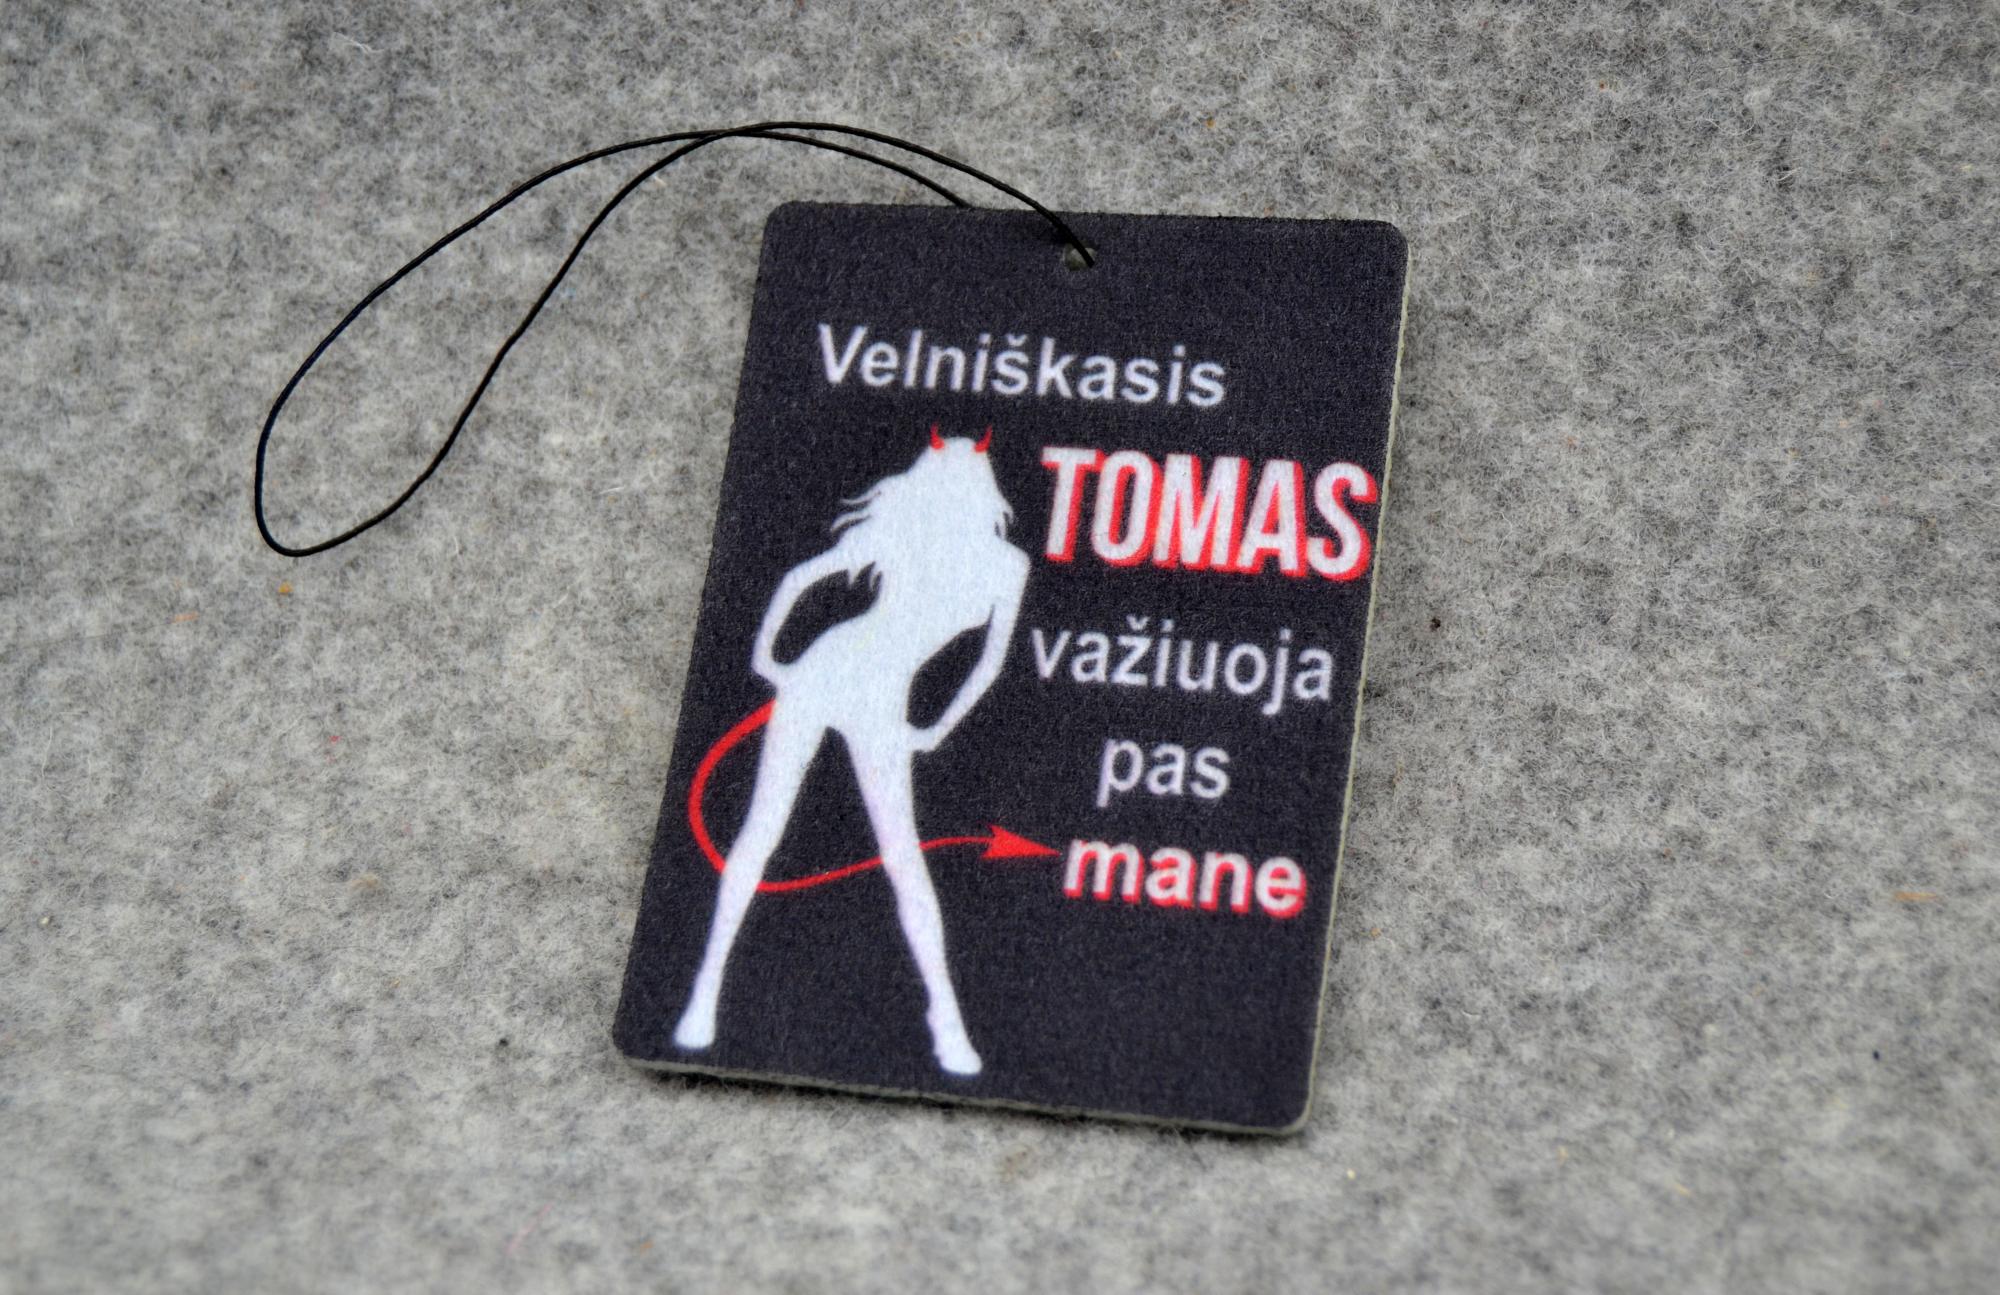 Velniškasis
TOMAS
važiuoja
pas
mane